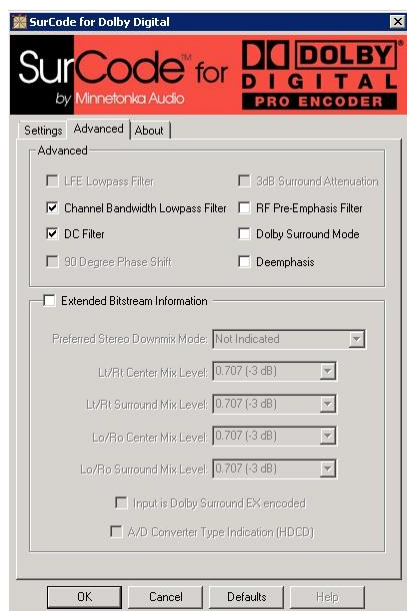 SurCode for Dolby Digital
SurCode™ for
by Minnetonka Audio
DOLBY®
DIGITAL
PRO ENCODER
Settings Advanced About
Advanced
LFE Lowpass Filter 3dB Surround Attenuation
Channel Bandwidth Lowpass Filter RF Pre-Emphasis Filter
DC Filter Dolby Surround Mode
90 Degree Phase Shift Deemphasis
Extended Bitstream Information
Preferred Stereo Downmix Mode: Not Indicated
Lt/Rt Center Mix Level: 0.707 (-3 dB)
Lt/Rt Surround Mix Level: 0.707 (-3 dB)
Lo/Ro Center Mix Level: 0.707 (-3 dB)
Lo/Ro Surround Mix Level: 0.707 (-3 dB)
Input is Dolby Surround EX encoded
A/D Converter Type Indication (HDCD)
OK Cancel Defaults Help